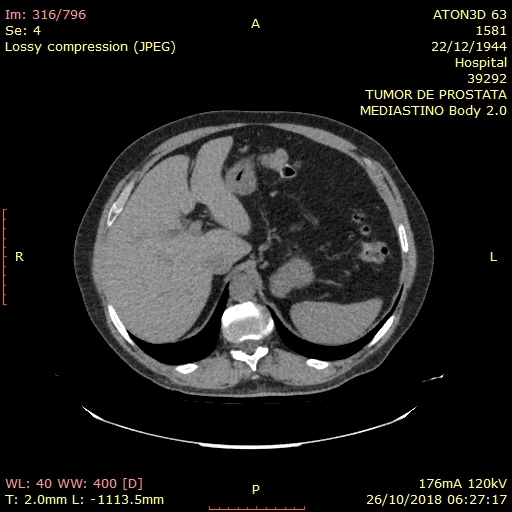 Im: 316/796
Se: 4
Lossy compression (JPEG)
A
ATON3D 63
1581
22/12/1944
Hospital
39292
TUMOR DE PROSTATA
MEDIASTINO Body 2.0
R
L
WL: 40 WW: 400 [D]
T: 2.0mm L: -1113.5mm
P
176mA 120kV
26/10/2018 06:27:17